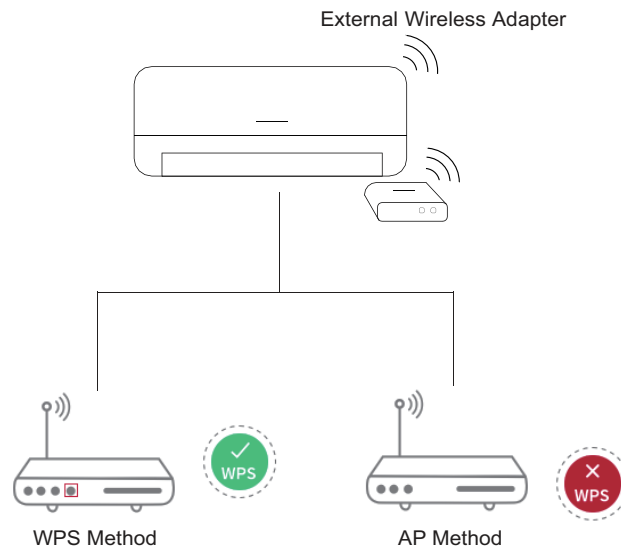 External Wireless Adapter
WPS
WPS
WPS Method
AP Method